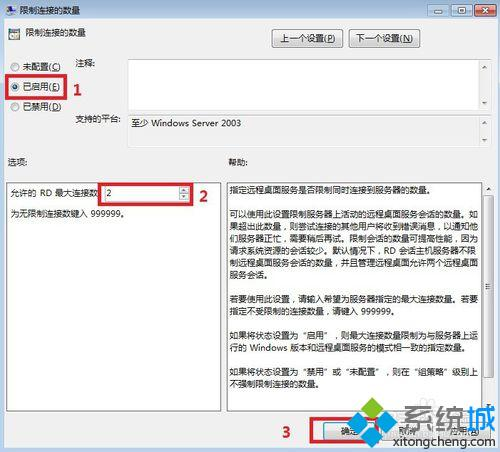 限制连接的数量
限制连接的数量
上一个设置(P)
下一个设置(N)
未配置(C)
注释:
已启用(E)
1
已禁用(D)
支持的平台:
至少 Windows Server 2003
选项:
帮助:
允许的 RD 最大连接数
2
2
为无限制连接数键入 999999。
指定远程桌面服务是否限制同时连接到服务器的数量。
可以使用此设置限制服务器上活动的远程桌面服务会话的数量。
如果超出此数量，则尝试连接的其他用户将收到错误消息，以通知他
们服务器正忙，需要稍后再试。限制会话的数量可提高性能，因为
请求系统资源的会话较少。默认情况下，RD 会话主机服务器不限
制远程桌面服务会话的数量，并且管理远程桌面允许两个远程桌面
服务会话。
若要使用此设置，请输入希望为服务器指定的最大连接数量。若要
指定不受限制的连接数量，请键入 999999。
如果将状态设置为“启用”，则最大连接数量限制为与服务器上运
行的 Windows 版本和远程桌面服务的模式相一致的指定数量。
如果将状态设置为“禁用”或“未配置”，则在“组策略”级别上
不强制限制连接的数量。
3
确定
取消
应用(A)
系统城
xitongcheng.com